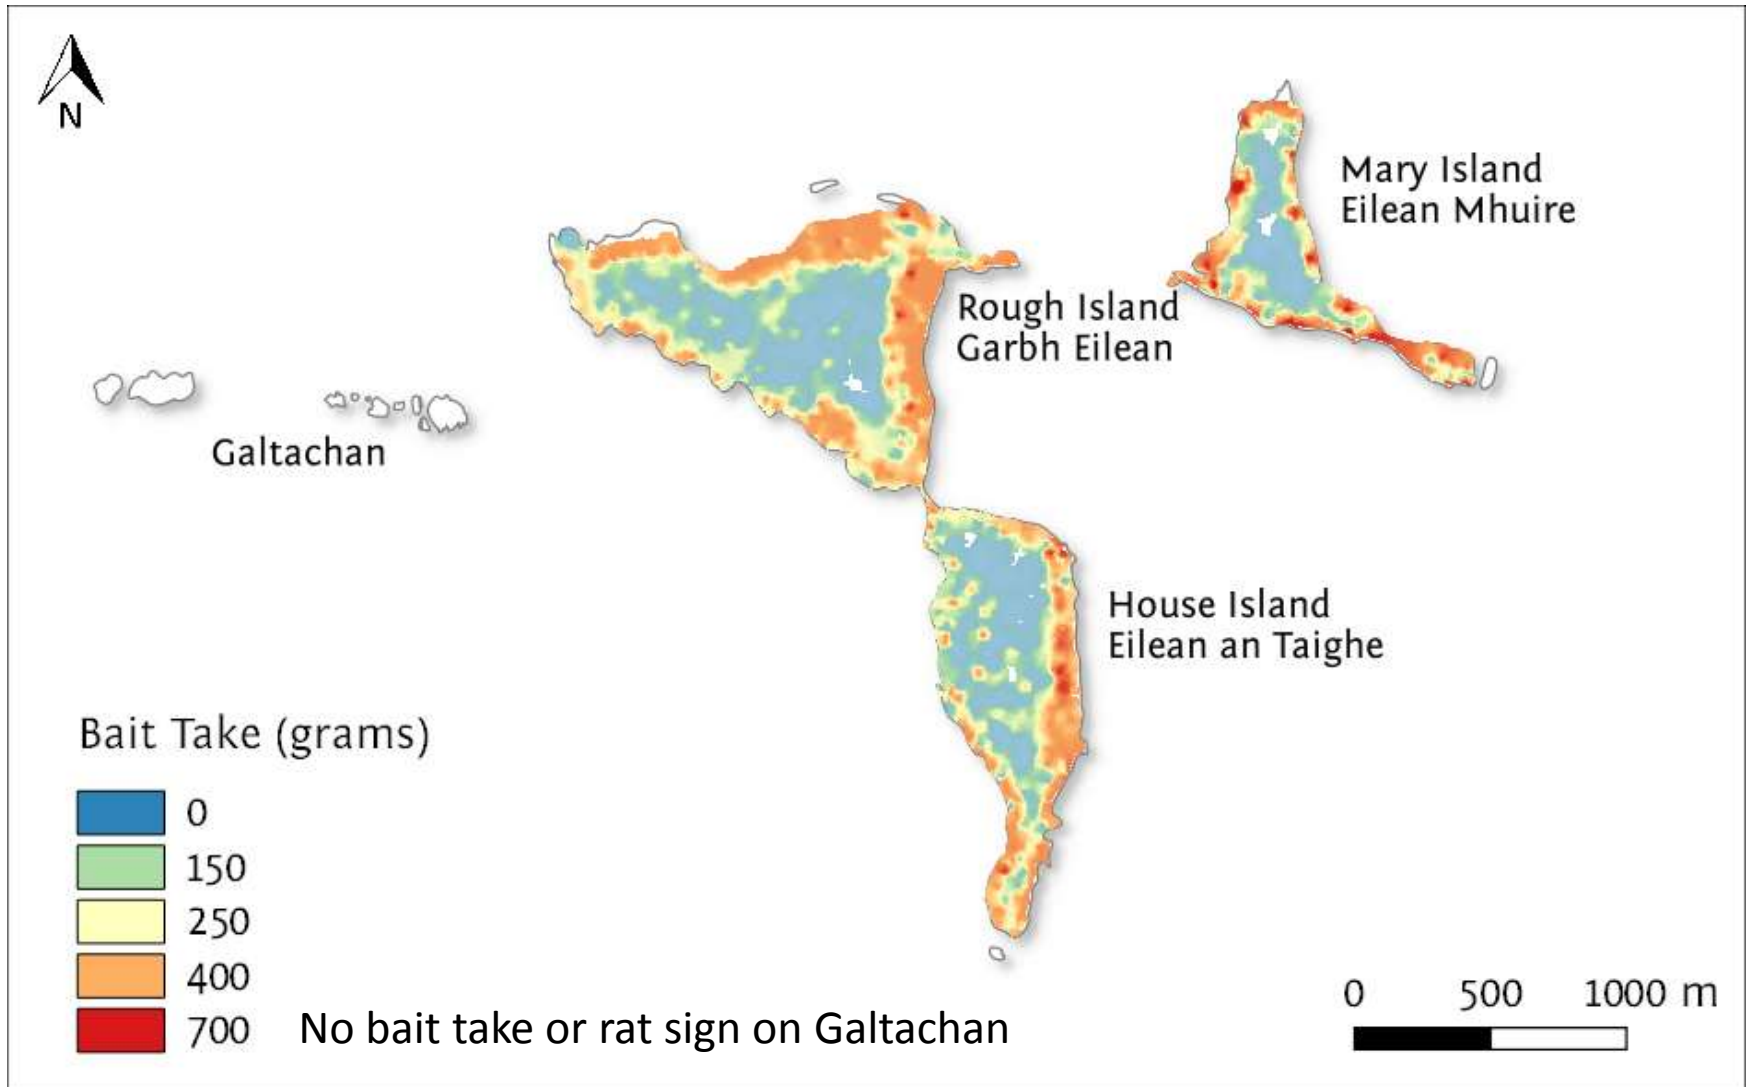 N
Mary Island
Eilean Mhuire
Rough Island
Garbh Eilean
Galtachan
House Island
Eilean an Taighe
Bait Take (grams)
0
150
250
400
700
No bait take or rat sign on Galtachan
0 500 1000 m